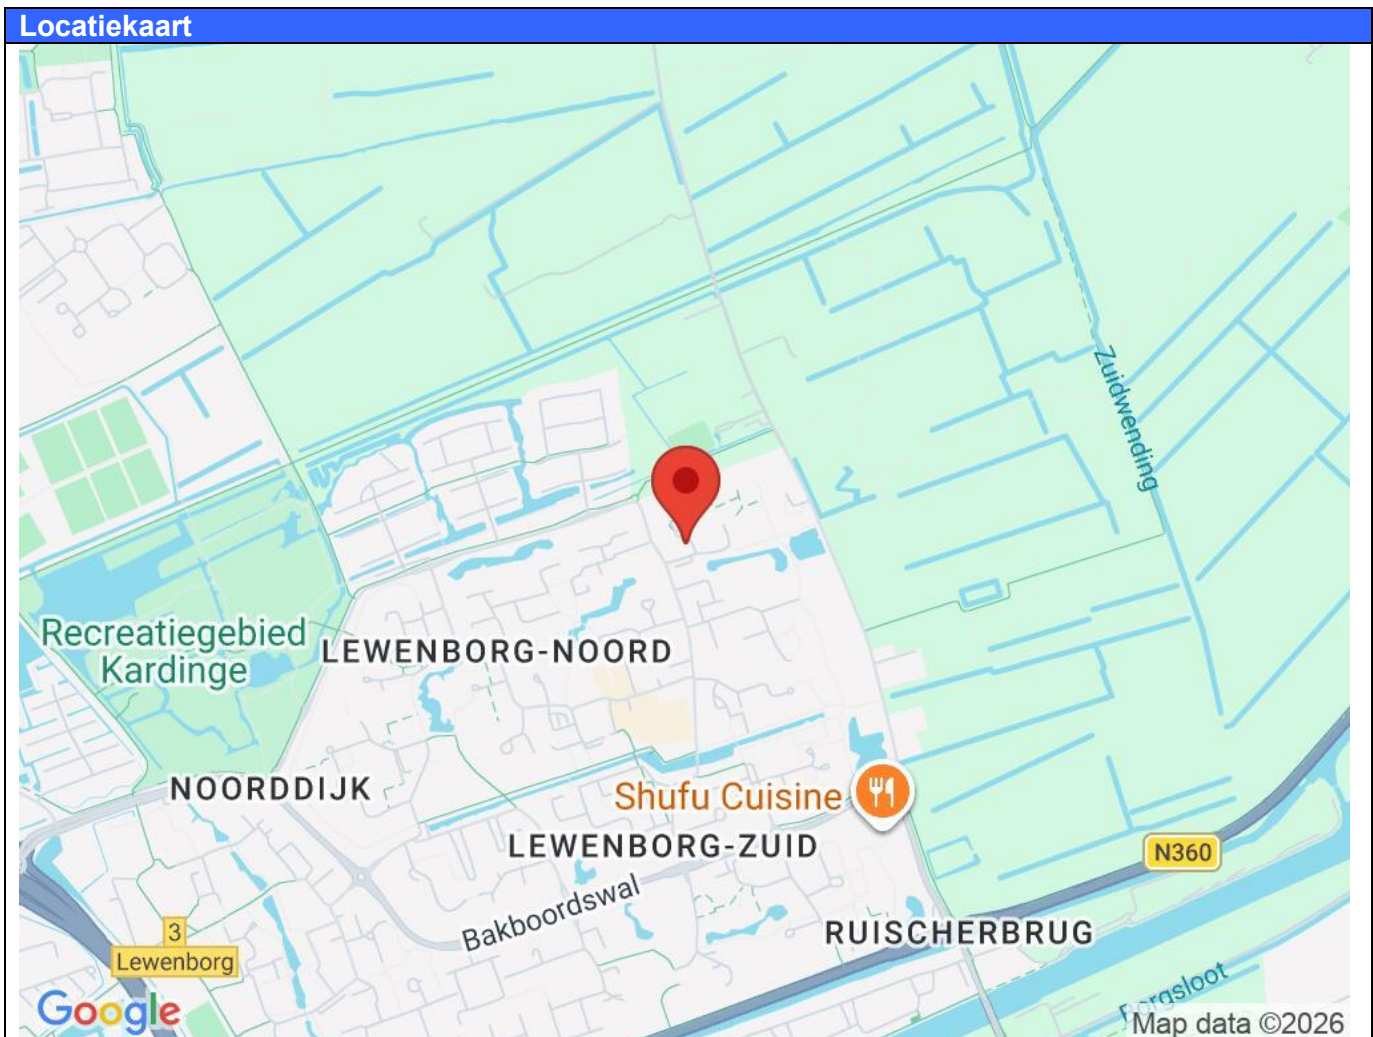 Locatiekaart
Zuidwending
Recreatiegebied
Kardinge
LEWENBORG-NOORD
NOORDDIJK
Shufu Cuisine
LEWENBORG-ZUID
N360
Bakboordswal
RUISCHERBRUG
3
Lewenborg
Borgsloot
Google
Map data ©2026